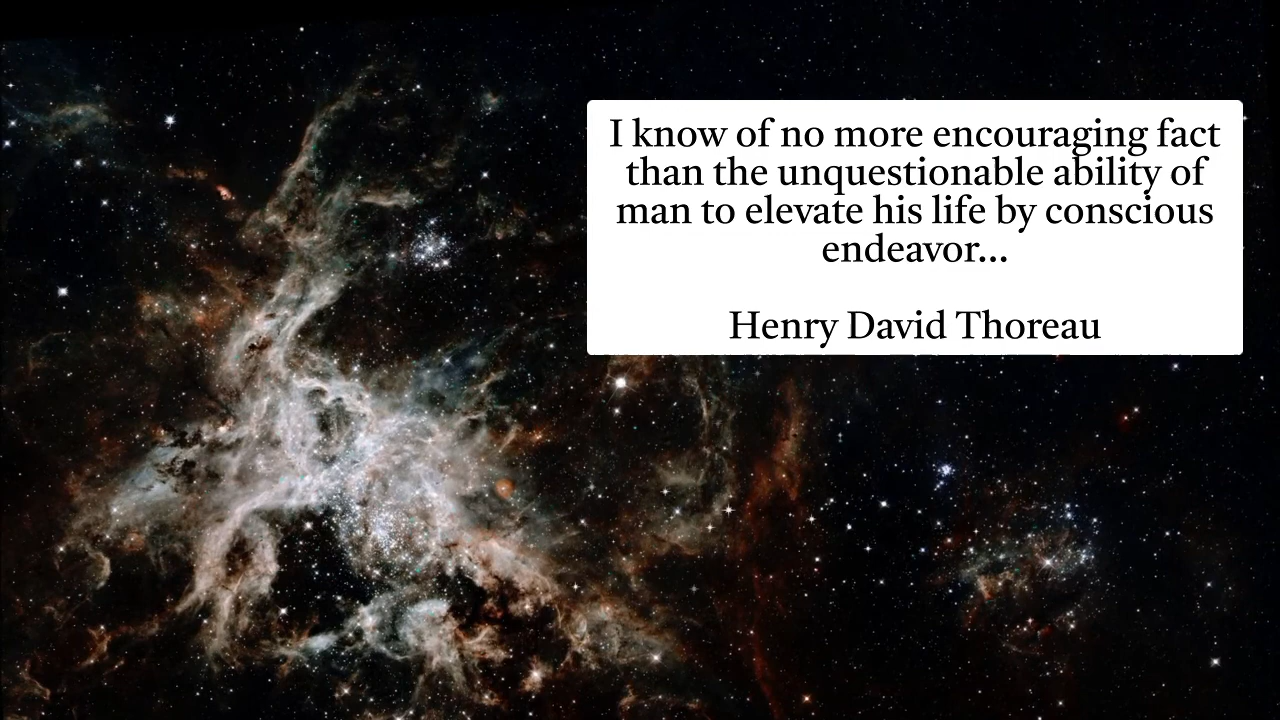 I know of no more encouraging fact
than the unquestionable ability of
man to elevate his life by conscious
endeavor...
Henry David Thoreau